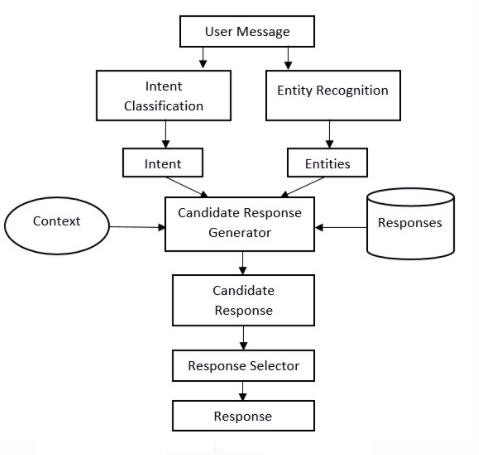 User Message
Intent
Classification
Entity Recognition
Intent
Entities
Context
Candidate Response
Generator
Responses
Candidate
Response
Response Selector
Response